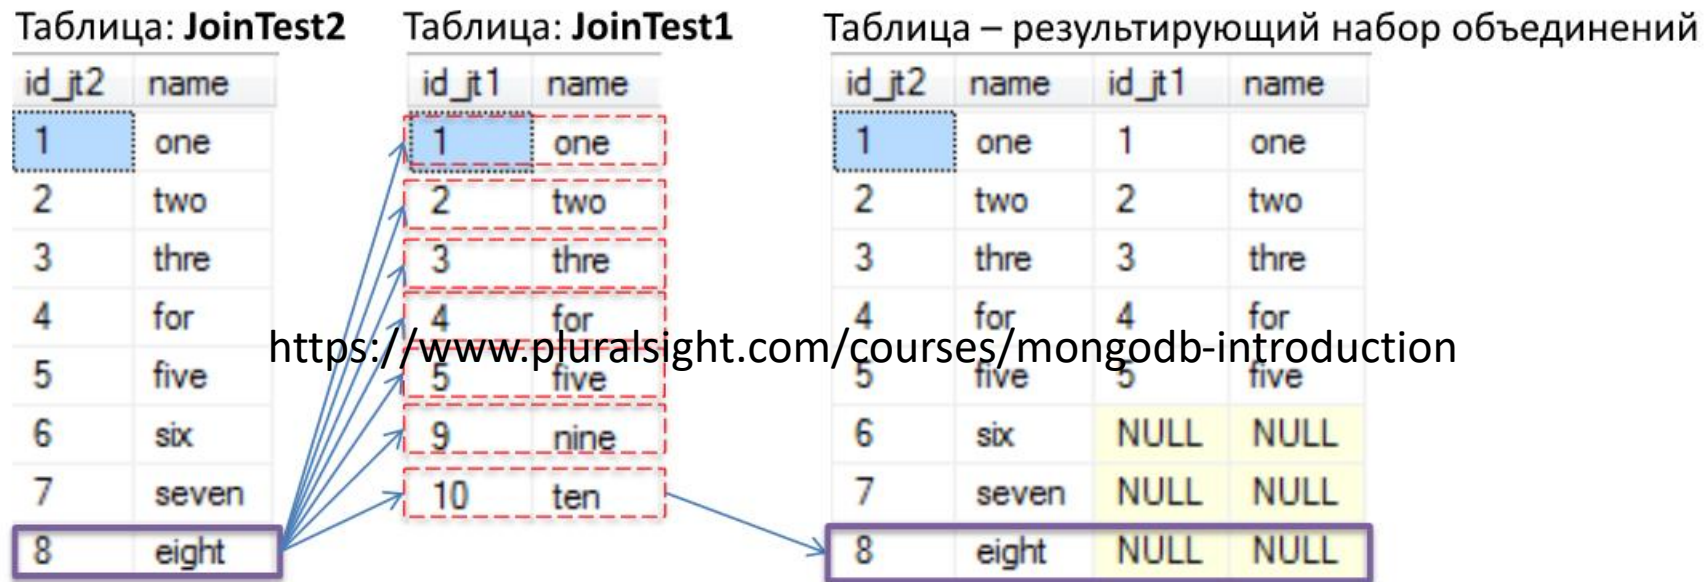 Таблица: JoinTest2 Таблица: JoinTest1 Таблица – результирующий набор объединений
id_jt2 name id_jt1 name id_jt2 name id_jt1 name
1 one 1 one 1 one 1 one
2 two 2 two 2 two 2 two
3 thre 3 thre 3 thre 3 thre
4 for 4 for 4 for 4 for
https://www.pluralsight.com/courses/mongodb-introduction
5 five 5 five 5 five 5 five
6 six 9 nine 6 six NULL NULL
7 seven 10 ten 7 seven NULL NULL
8 eight 8 eight NULL NULL